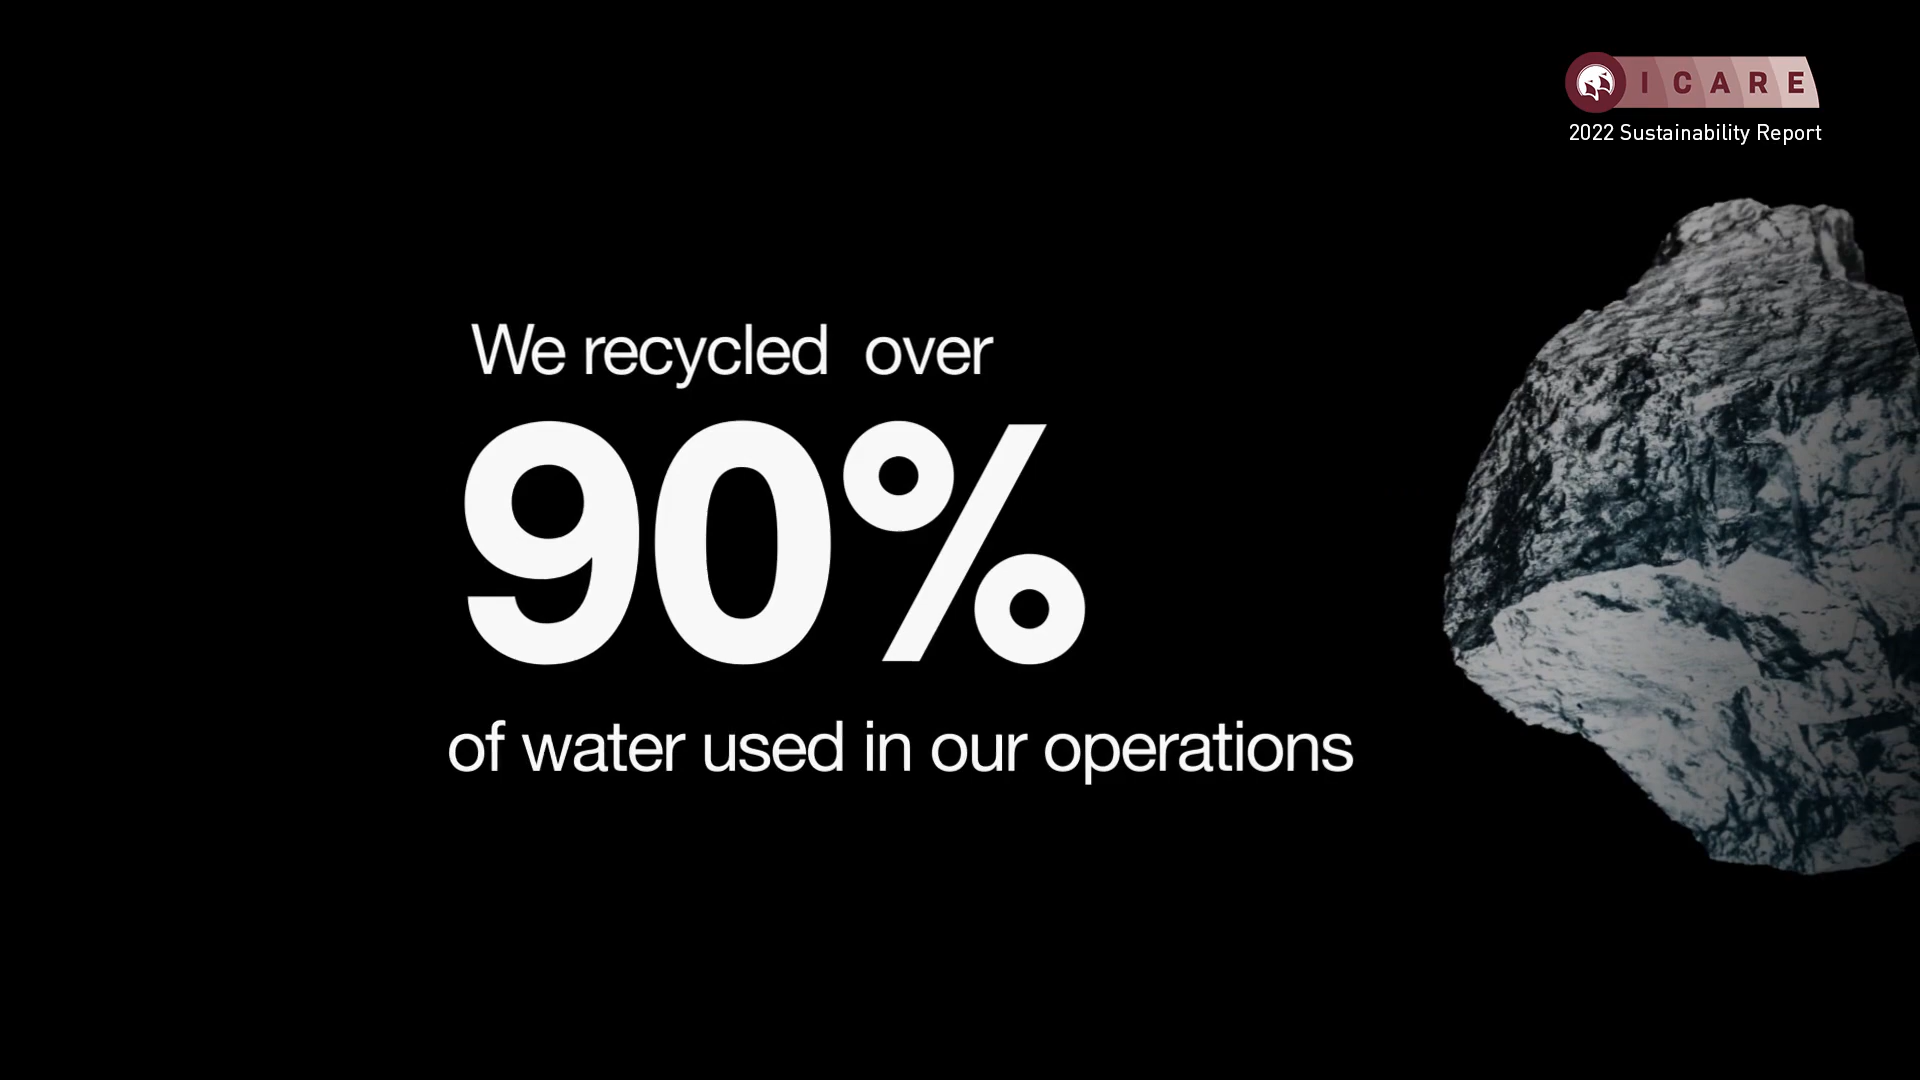 ICARE
2022 Sustainability Report
We recycled over
90%
of water used in our operations